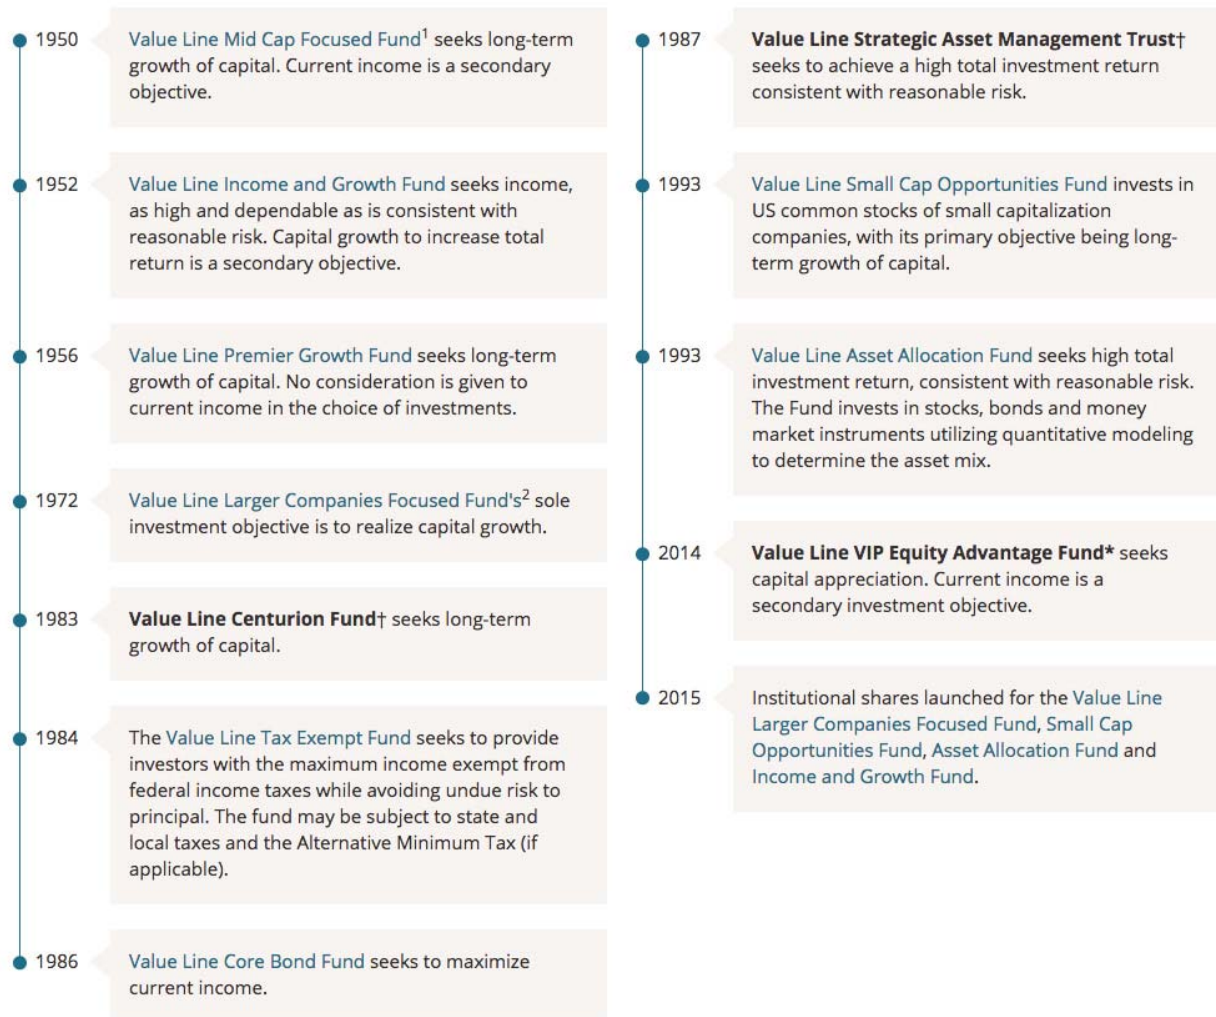 1950
Value Line Mid Cap Focused Fund¹ seeks long-term
growth of capital. Current income is a secondary
objective.
1952
Value Line Income and Growth Fund seeks income,
as high and dependable as is consistent with
reasonable risk. Capital growth to increase total
return is a secondary objective.
1956
Value Line Premier Growth Fund seeks long-term
growth of capital. No consideration is given to
current income in the choice of investments.
1972
Value Line Larger Companies Focused Fund's² sole
investment objective is to realize capital growth.
1983
Value Line Centurion Fund† seeks long-term
growth of capital.
1984
The Value Line Tax Exempt Fund seeks to provide
investors with the maximum income exempt from
federal income taxes while avoiding undue risk to
principal. The fund may be subject to state and
local taxes and the Alternative Minimum Tax (if
applicable).
1986
Value Line Core Bond Fund seeks to maximize
current income.
1987
Value Line Strategic Asset Management Trust†
seeks to achieve a high total investment return
consistent with reasonable risk.
1993
Value Line Small Cap Opportunities Fund invests in
US common stocks of small capitalization
companies, with its primary objective being long-
term growth of capital.
1993
Value Line Asset Allocation Fund seeks high total
investment return, consistent with reasonable risk.
The Fund invests in stocks, bonds and money
market instruments utilizing quantitative modeling
to determine the asset mix.
2014
Value Line VIP Equity Advantage Fund* seeks
capital appreciation. Current income is a
secondary investment objective.
2015
Institutional shares launched for the Value Line
Larger Companies Focused Fund, Small Cap
Opportunities Fund, Asset Allocation Fund and
Income and Growth Fund.